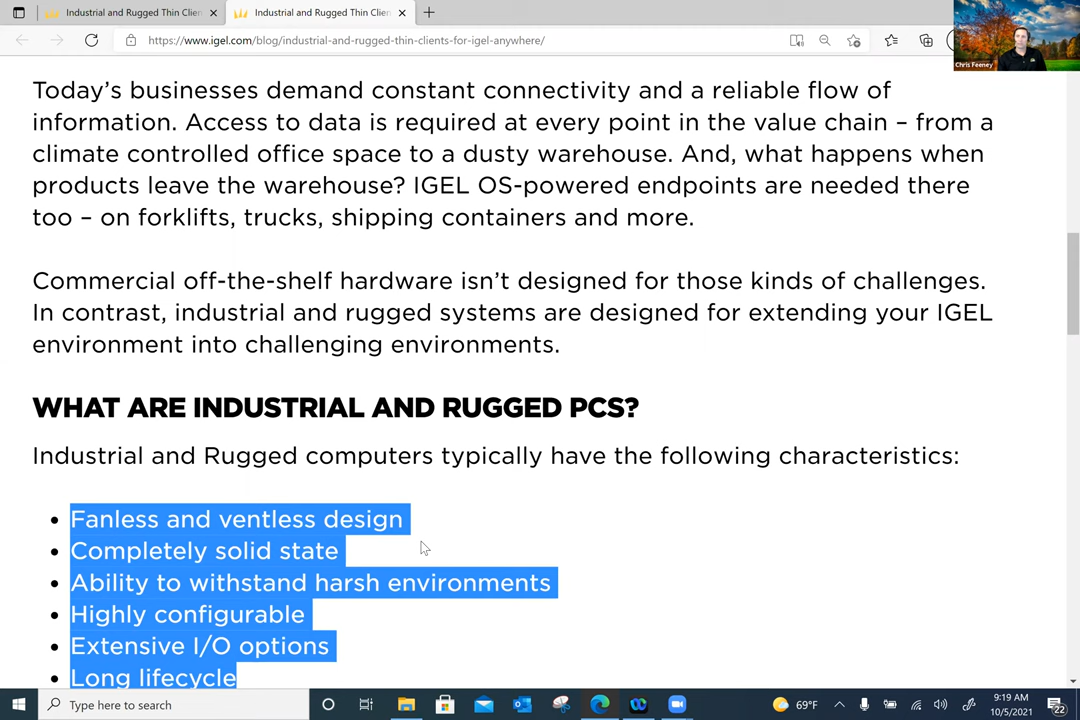 Industrial and Rugged Thin Clien
Industrial and Rugged Thin Clien
https://www.igel.com/blog/industrial-and-rugged-thin-clients-for-igel-anywhere/
Chris Feeney
Today's businesses demand constant connectivity and a reliable flow of
information. Access to data is required at every point in the value chain – from a
climate controlled office space to a dusty warehouse. And, what happens when
products leave the warehouse? IGEL OS-powered endpoints are needed there
too – on forklifts, trucks, shipping containers and more.
Commercial off-the-shelf hardware isn't designed for those kinds of challenges.
In contrast, industrial and rugged systems are designed for extending your IGEL
environment into challenging environments.
WHAT ARE INDUSTRIAL AND RUGGED PCS?
Industrial and Rugged computers typically have the following characteristics:
• Fanless and ventless design
• Completely solid state
• Ability to withstand harsh environments
• Highly configurable
• Extensive I/O options
• Long lifecycle
Type here to search
69°F
9:19 AM
10/5/2021
22